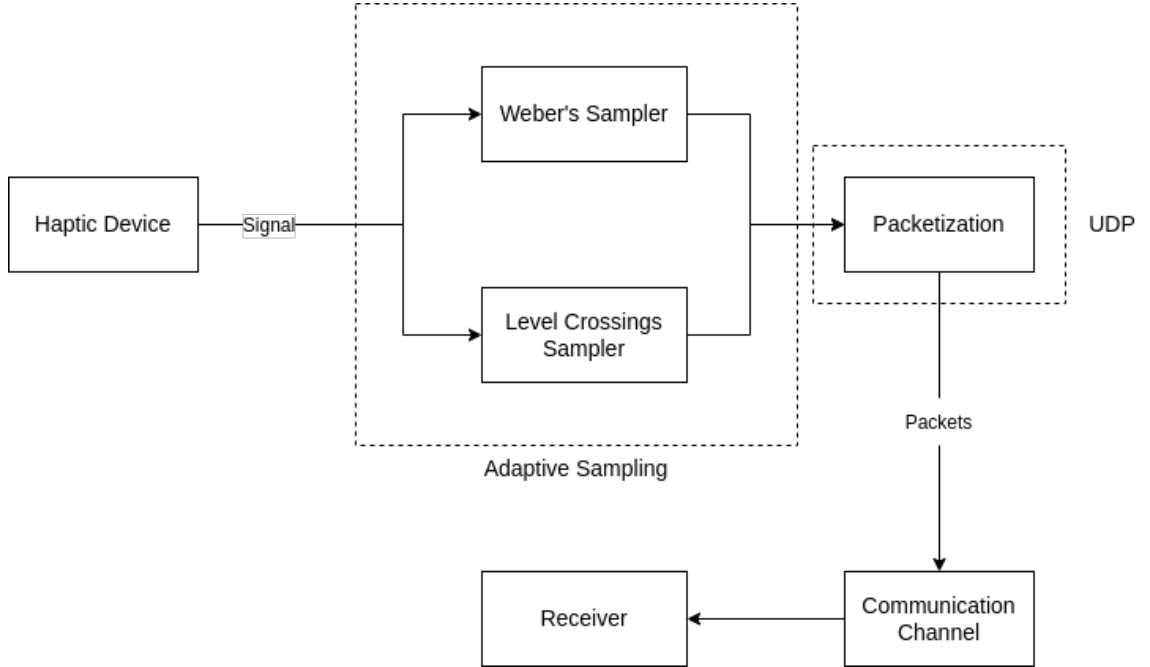 Weber's Sampler
Haptic Device
Signal
Packetization
UDP
Level Crossings
Sampler
Packets
Adaptive Sampling
Receiver
Communication
Channel